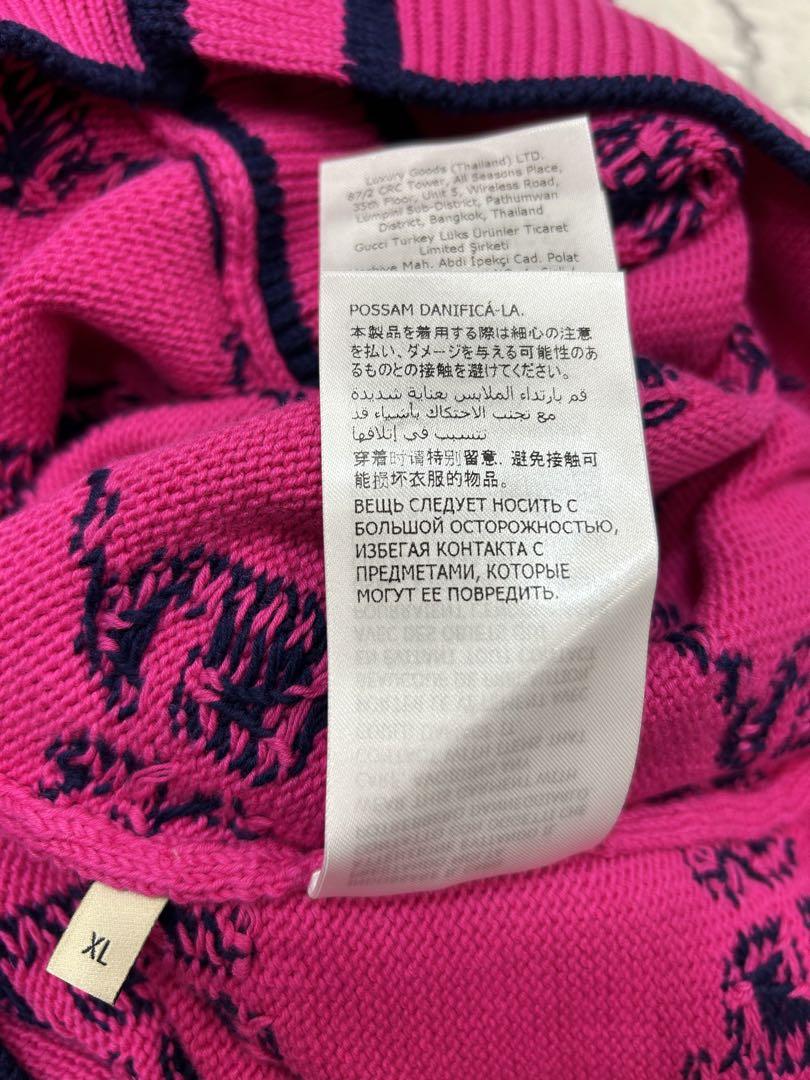 Luxury Goods (Thailand) LTD.
87/2 CRC Tower, All Seasons Place,
35th Floor, Unit 5, Wireless Road,
Lumpini Sub-District, Pathumwan
District, Bangkok, Thailand
Gucci Turkey Lüks Ürünler Ticaret
Limited Şirketi
Mah. Abdi İpekçi Cad. Polat
POSSAM DANIFICÁ-LA.
本製品を着用する際は細心の注意
を払い、ダメージを与える可能性のあ
るものとの接触を避けてください。
قم بارتداء الملابس بعناية شديدة
مع تجنب الاحتكاك بأشياء قد
تتسبب في إتلافها
穿着时请特别留意，避免接触可
能损坏衣服的物品。
ВЕЩЬ СЛЕДУЕТ НОСИТЬ С
БОЛЬШОЙ ОСТОРОЖНОСТЬЮ,
ИЗБЕГАЯ КОНТАКТА С
ПРЕДМЕТАМИ, КОТОРЫЕ
МОГУТ ЕЕ ПОВРЕДИТЬ.
XL